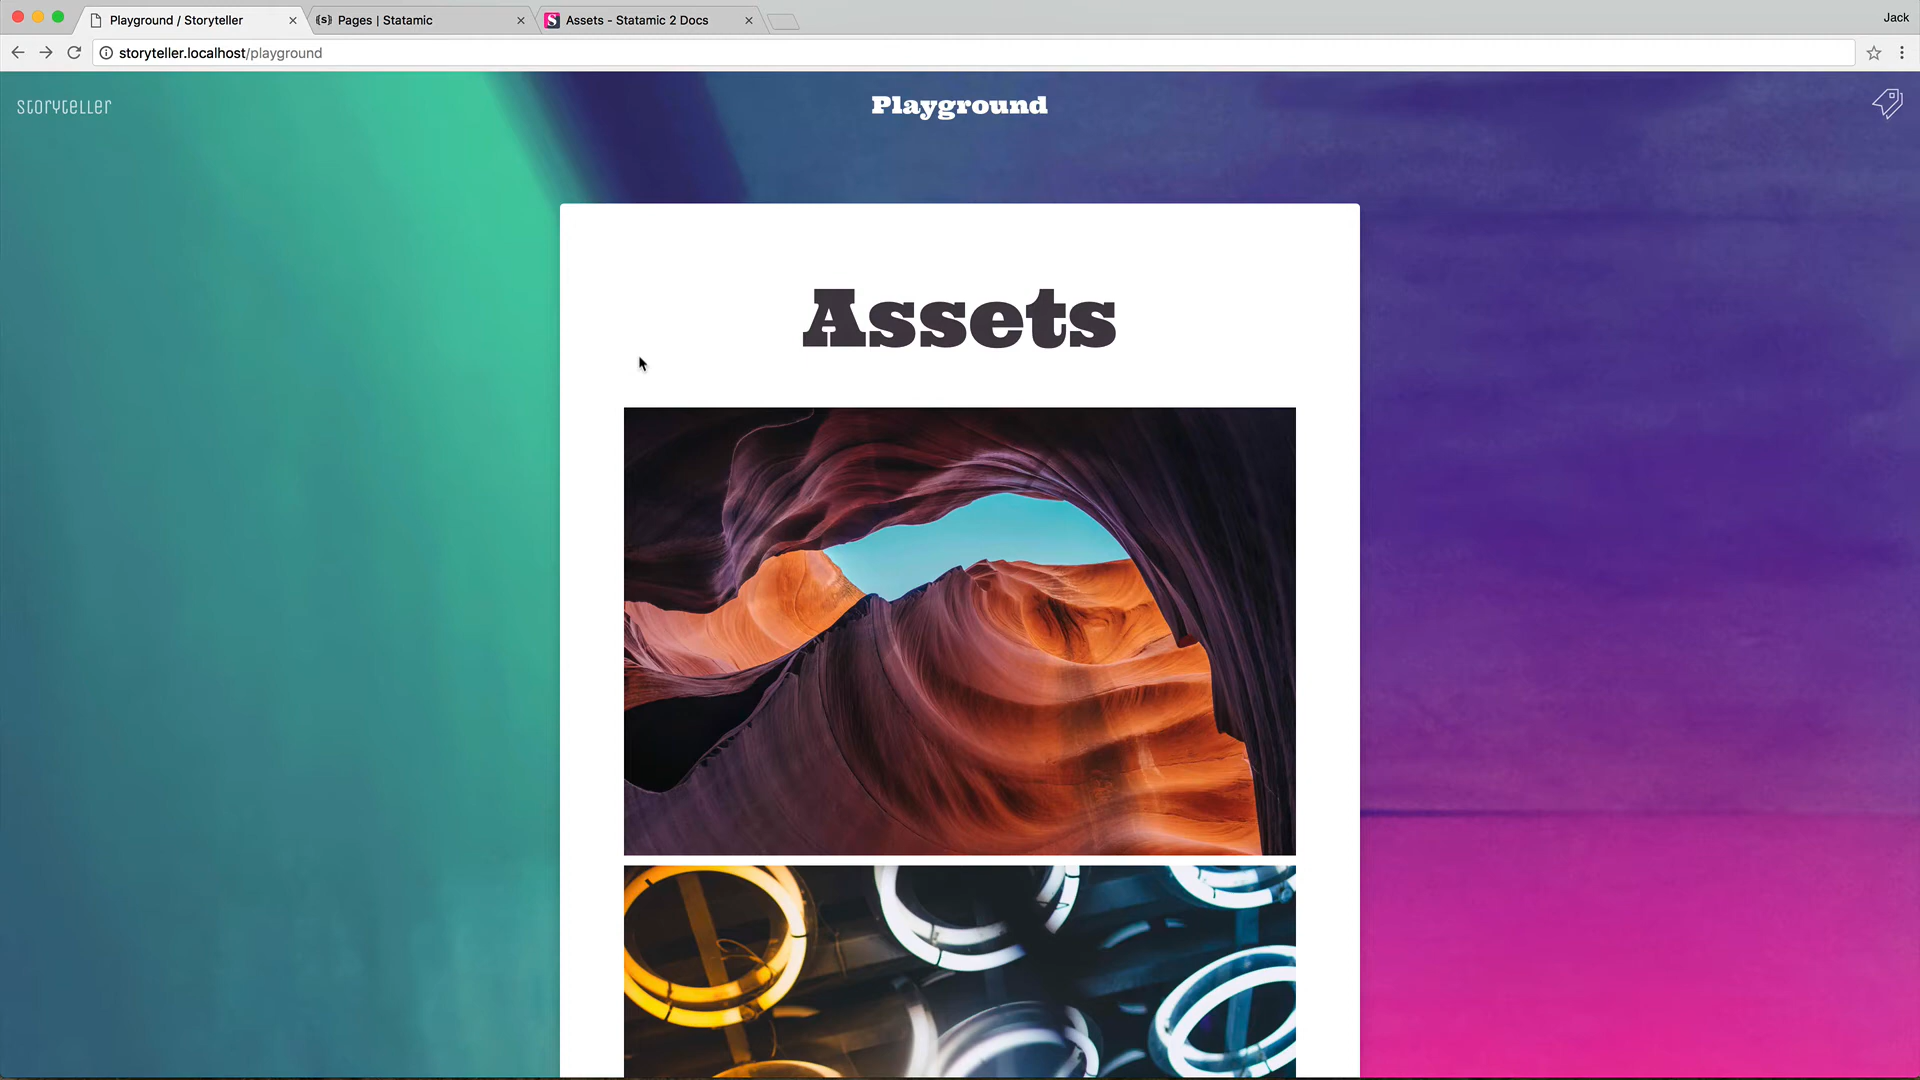 Playground / Storyteller
{s} Pages | Statamic
S Assets - Statamic 2 Docs
Jack
storyteller.localhost/playground
storyteller
Playground
Assets